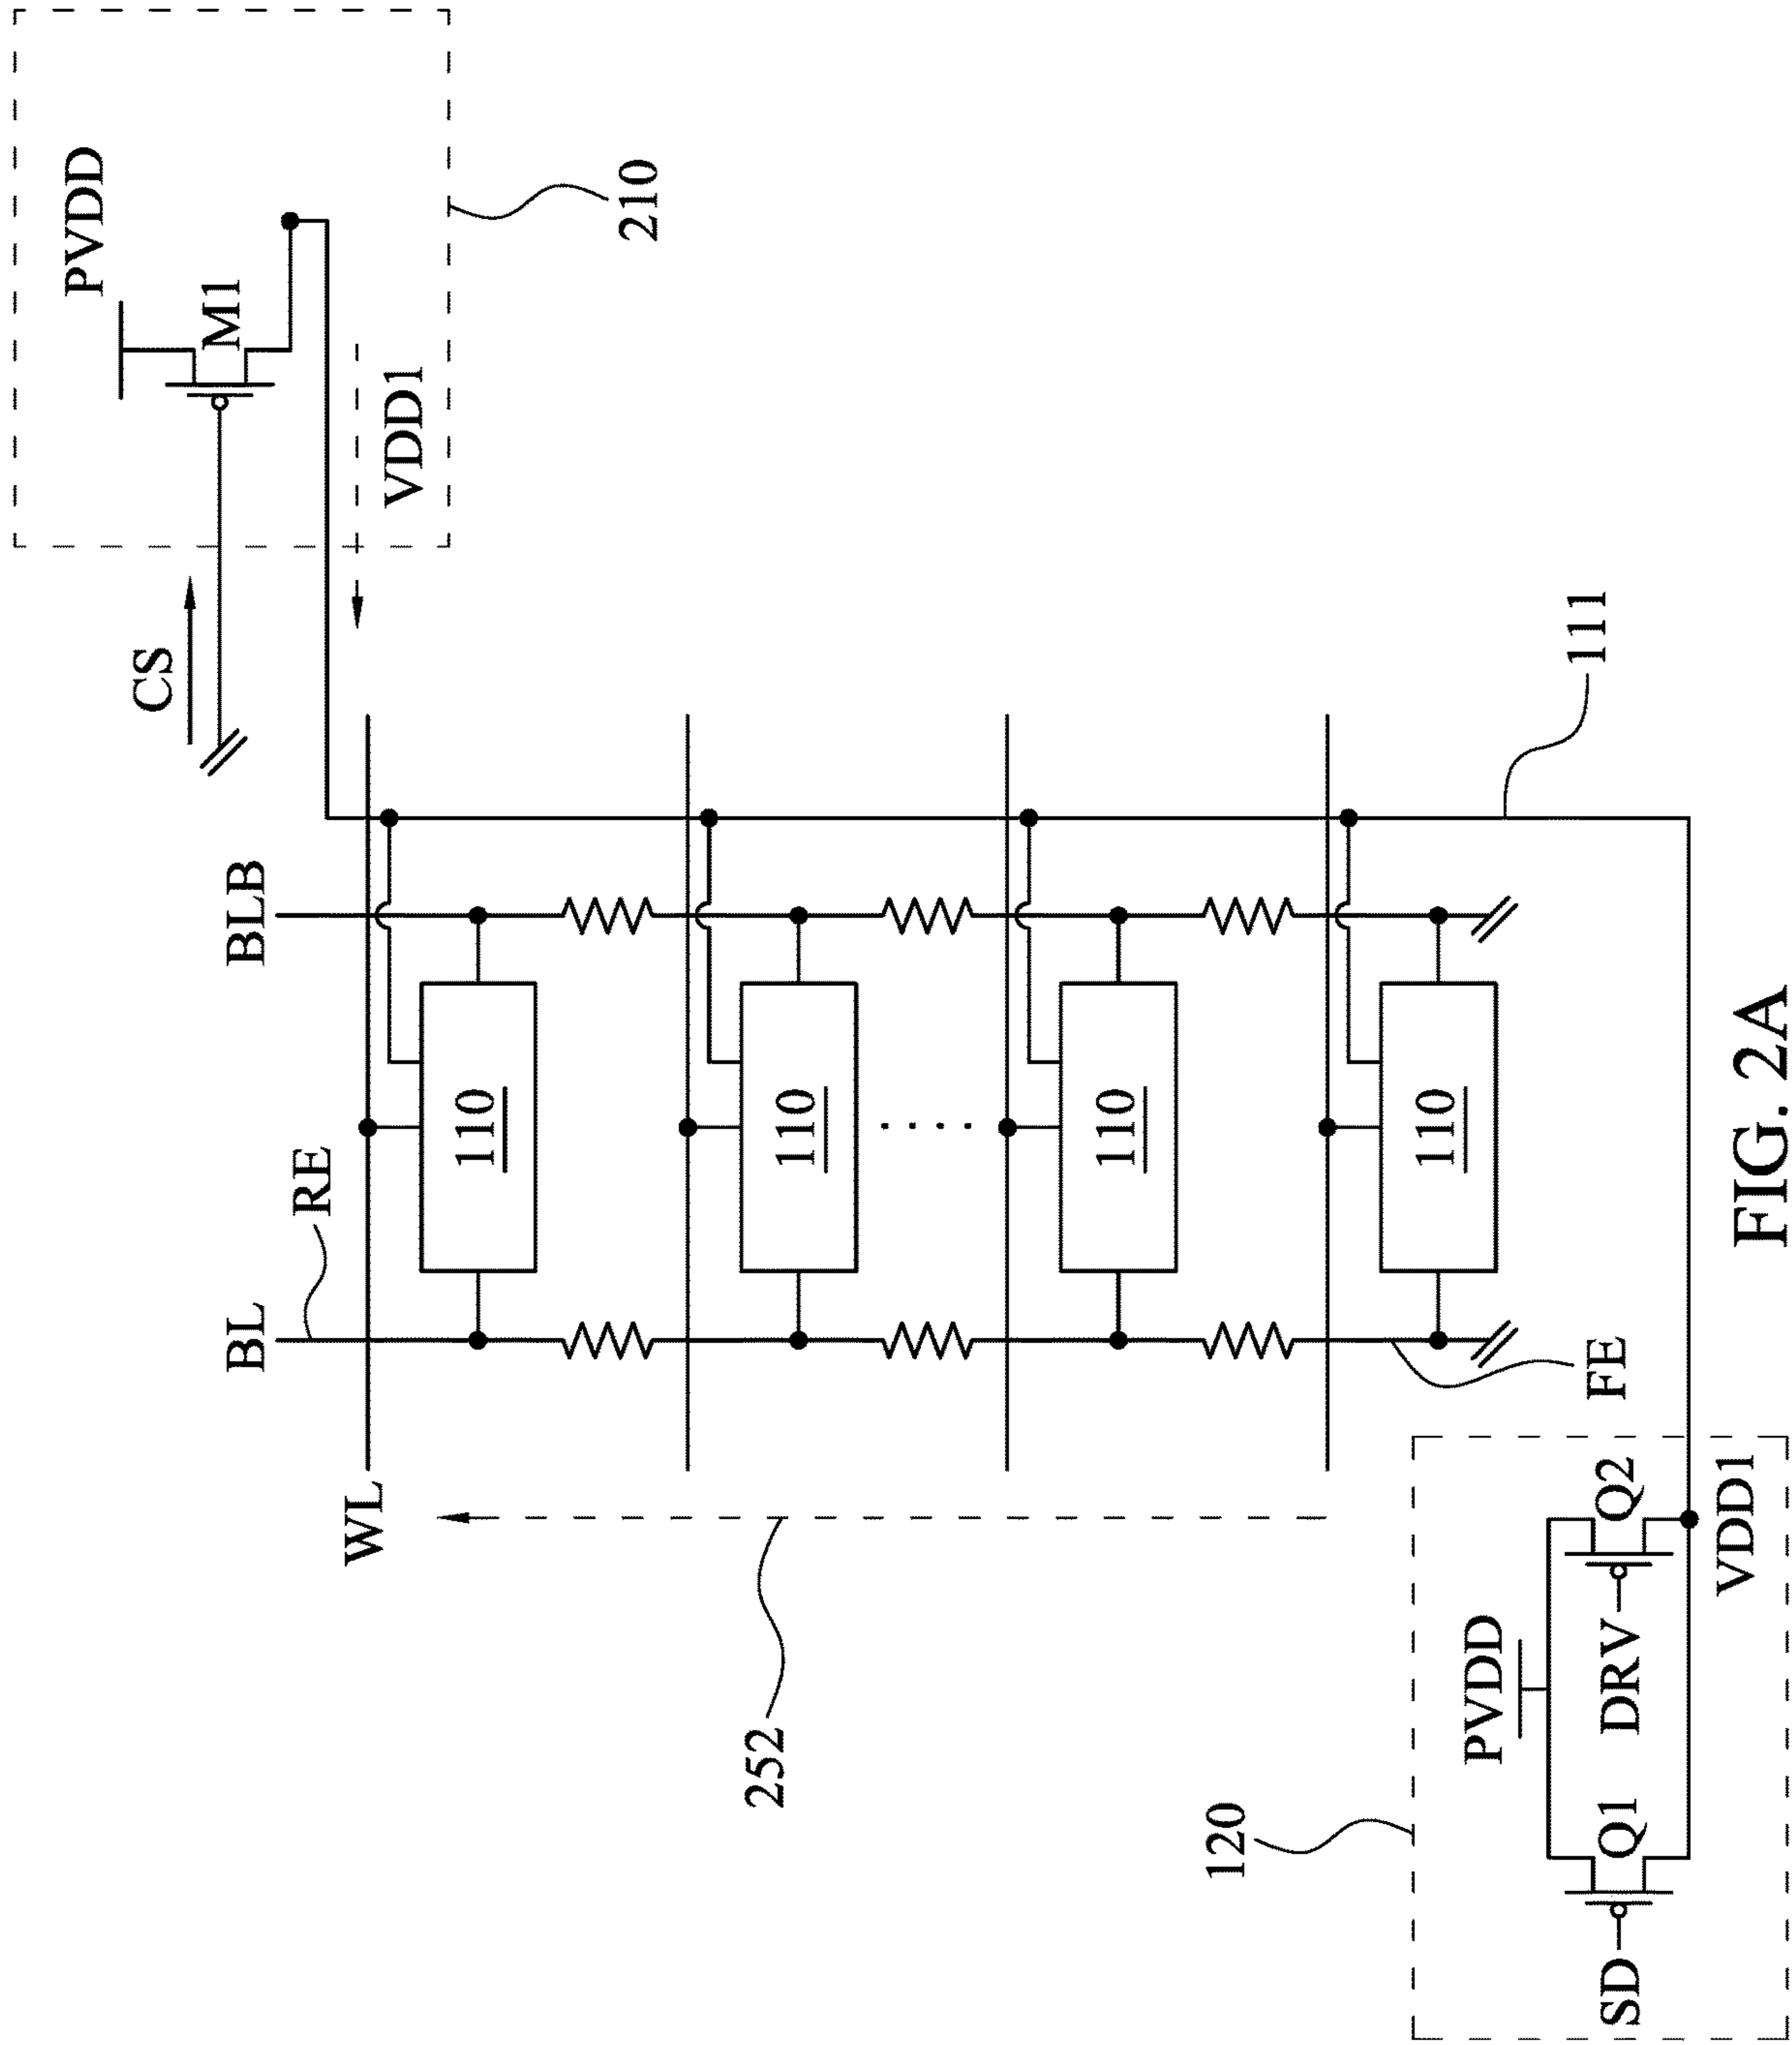 PVDD
M1
210
CS
VDD1
BL
RE
BLB
WL
110
110
. . . .
110
110
252
111
FE
120
PVDD
SD
Q1
DRV
Q2
VDD1
FIG. 2A